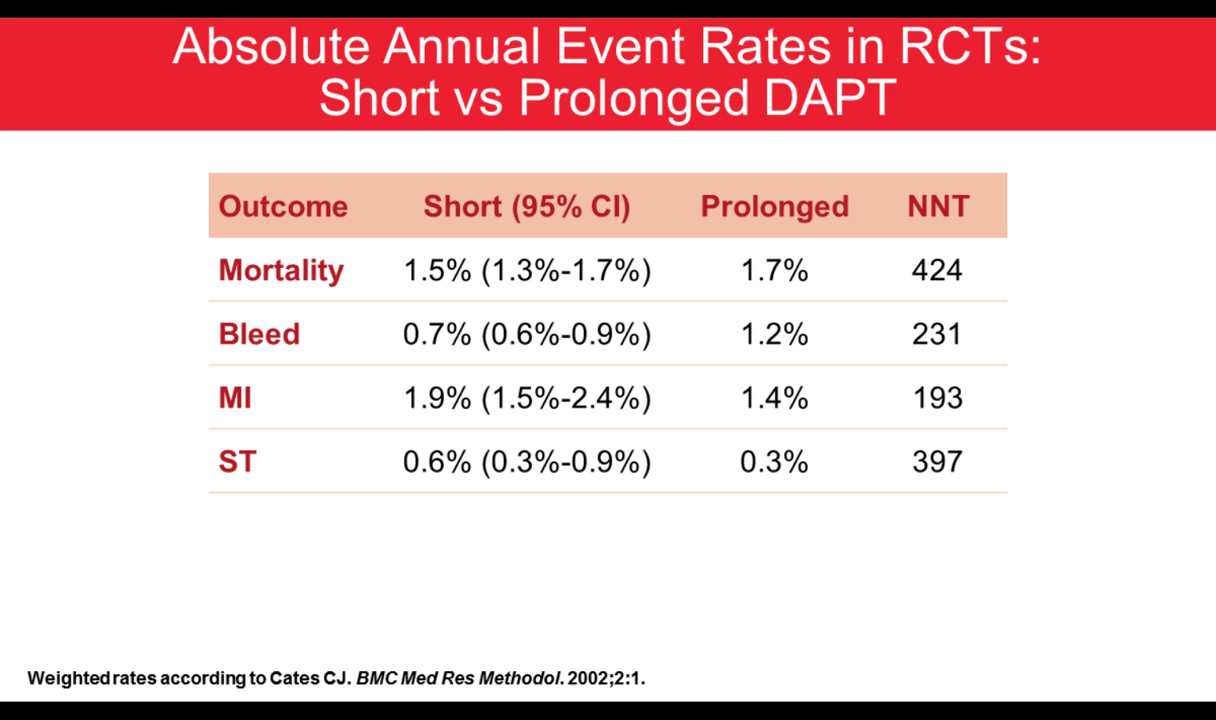 Absolute Annual Event Rates in RCTs:
Short vs Prolonged DAPT
Outcome Short (95% CI) Prolonged NNT
Mortality 1.5% (1.3%-1.7%) 1.7% 424
Bleed 0.7% (0.6%-0.9%) 1.2% 231
MI 1.9% (1.5%-2.4%) 1.4% 193
ST 0.6% (0.3%-0.9%) 0.3% 397
Weighted rates according to Cates CJ. BMC Med Res Methodol. 2002;2:1.